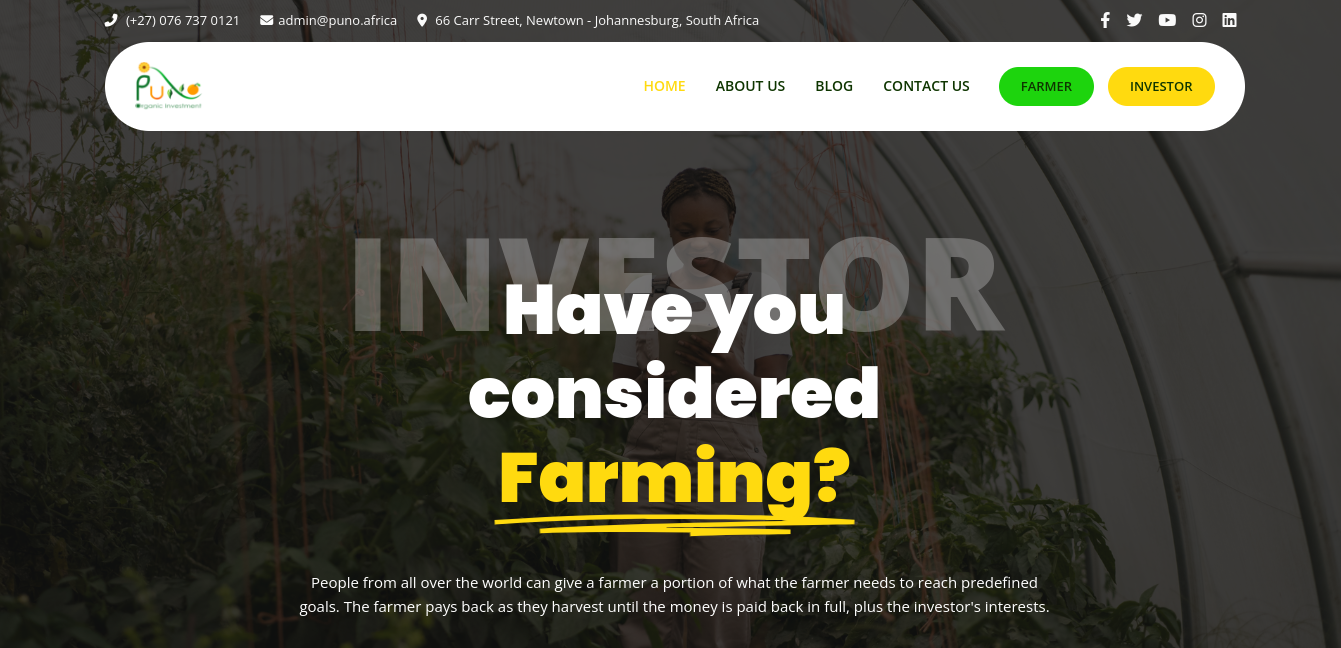 (+27) 076 737 0121 admin@puno.africa 66 Carr Street, Newtown - Johannesburg, South Africa
Puno
Organic Investment
HOME ABOUT US BLOG CONTACT US FARMER INVESTOR
INVESTOR
Have you
considered
Farming?
People from all over the world can give a farmer a portion of what the farmer needs to reach predefined
goals. The farmer pays back as they harvest until the money is paid back in full, plus the investor's interests.